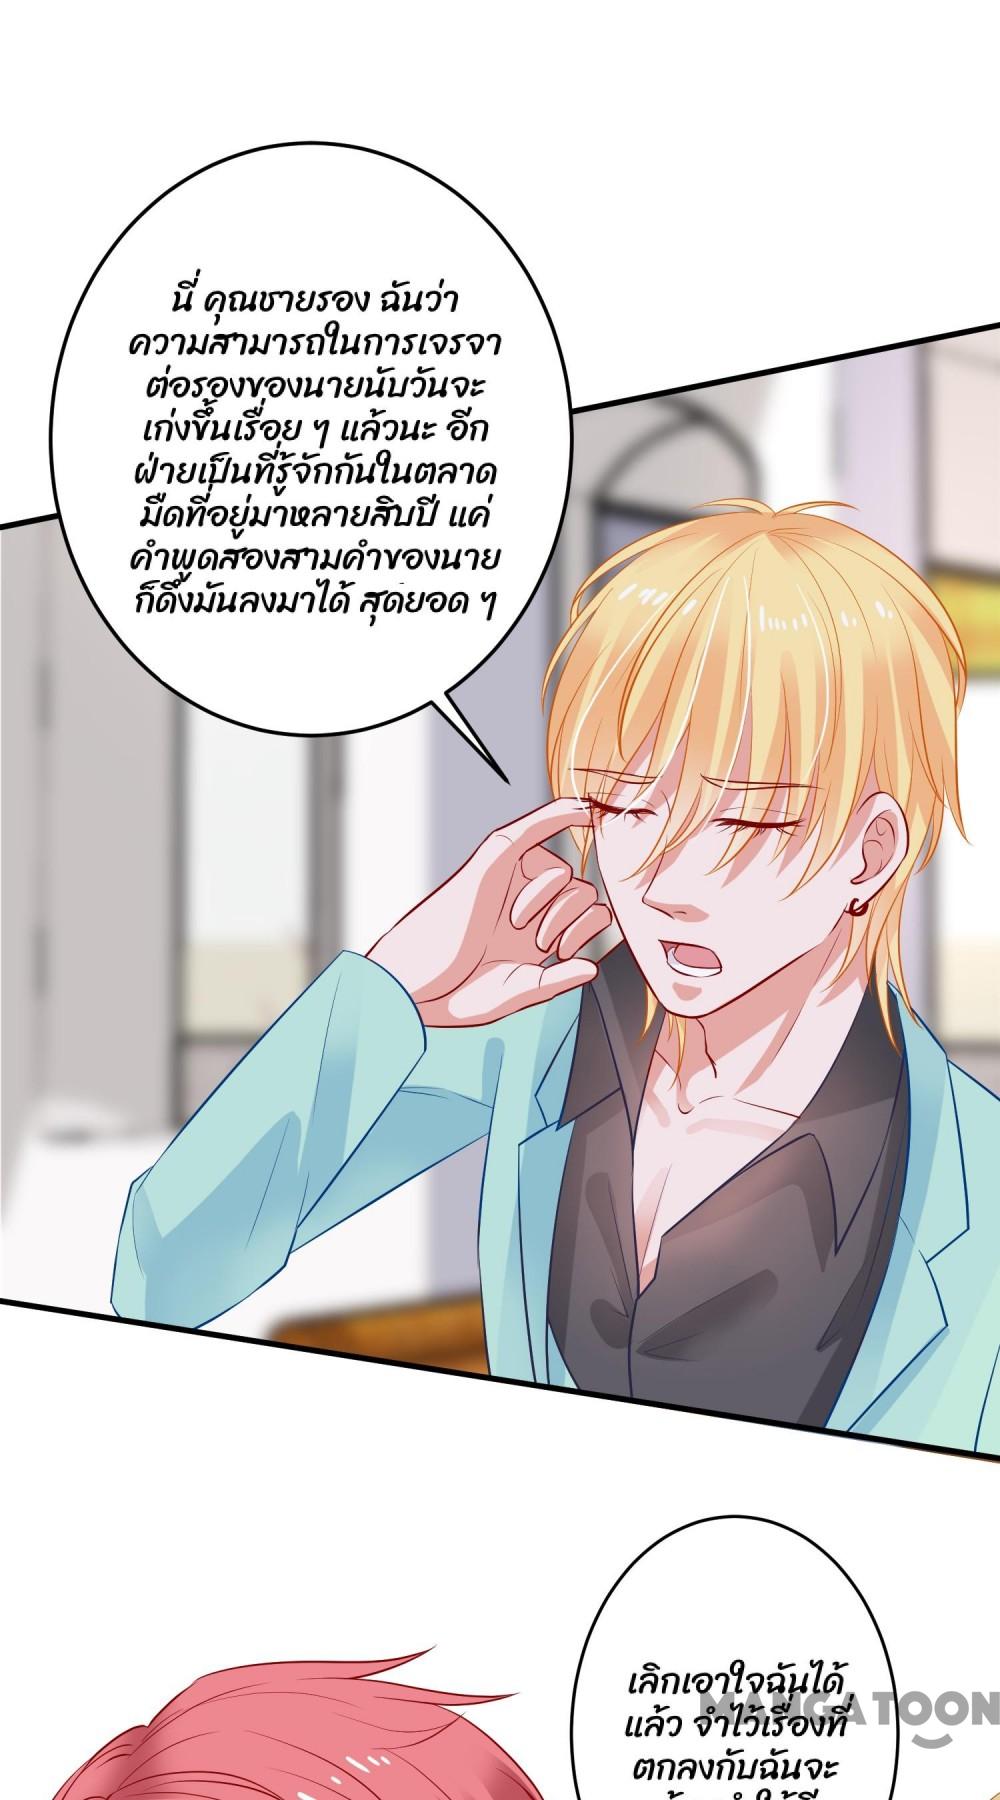 นี่ คุณชายรอง ฉันว่า
ความสามารถในการเจรจา
ต่อรองของนายนับวันจะ
เก่งขึ้นเรื่อย ๆ แล้วนะ อีก
ฝ่ายเป็นที่รู้จักกันในตลาด
มืดที่อยู่มาหลายสิบปี แค่
คำพูดสองสามคำของนาย
ก็ดึงมันลงมาได้ สุดยอด ๆ
เลิกเอาใจฉันได้
แล้ว จำไว้เรื่องที่
ตกลงกับฉันจะ
MANGATOON